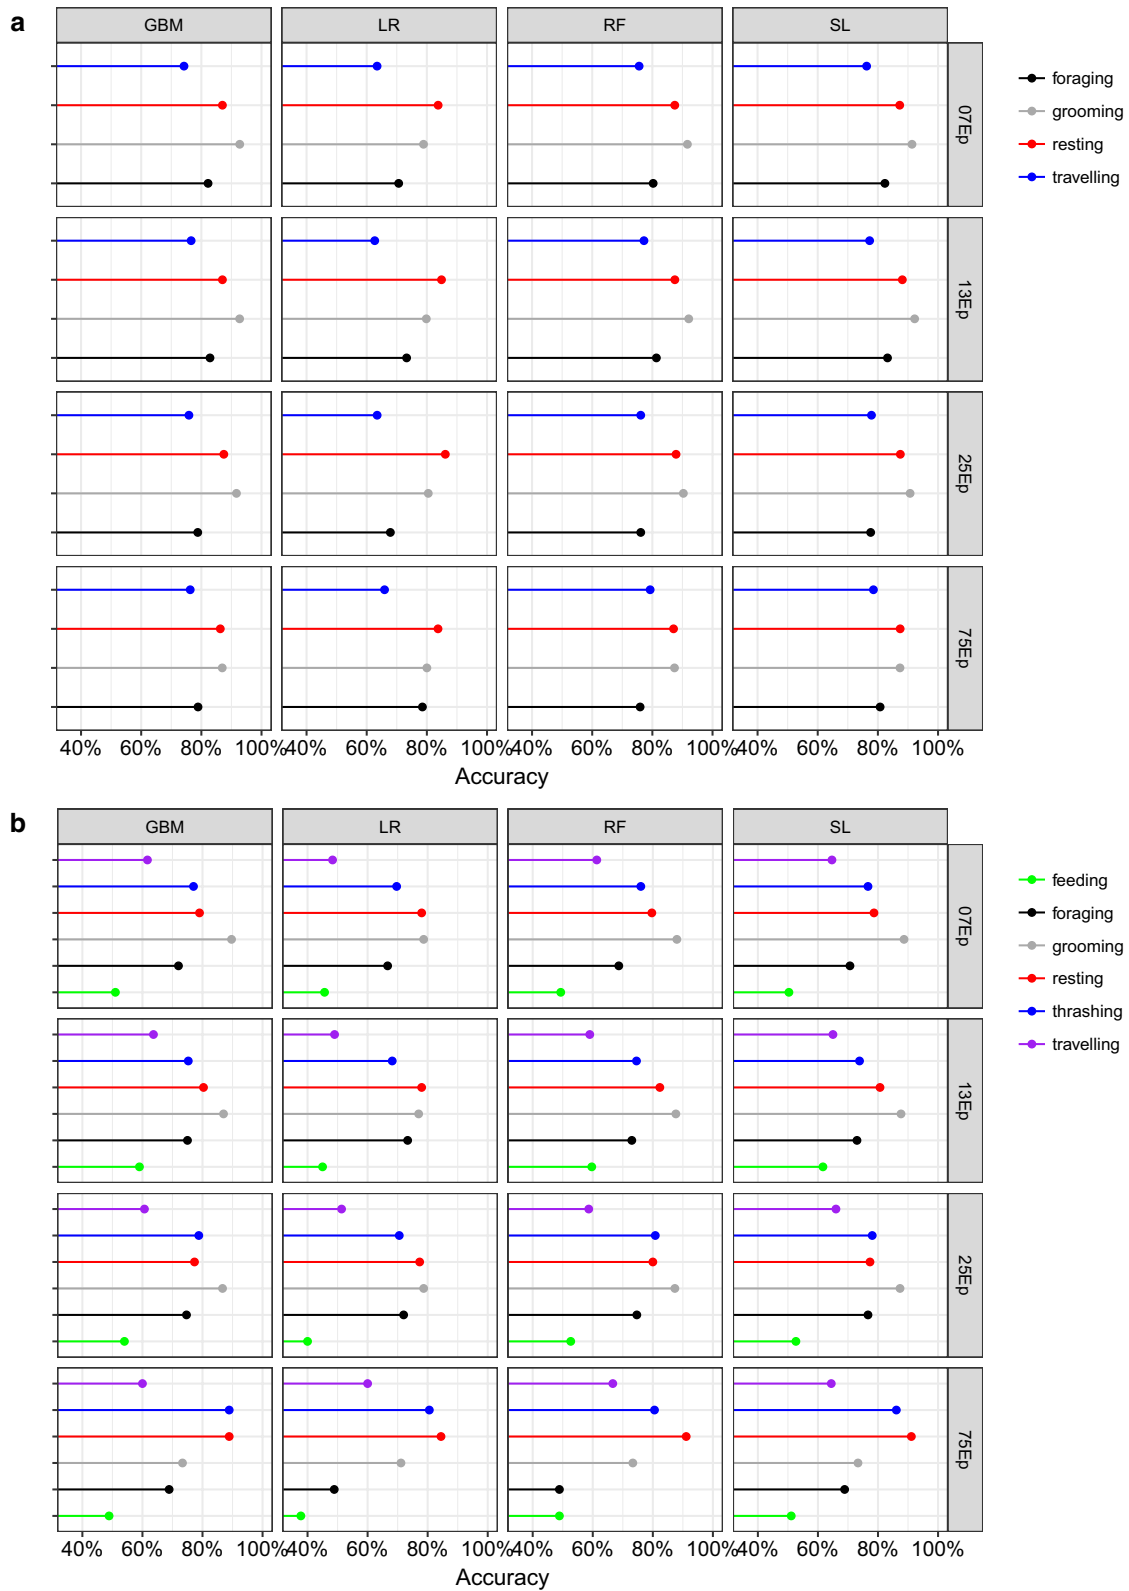 a
GBM LR RF SL
foraging
grooming
resting
travelling
07Ep
13Ep
25Ep
75Ep
40% 60% 80% 100% 40% 60% 80% 100% 40% 60% 80% 100% 40% 60% 80% 100%
Accuracy
b
GBM LR RF SL
feeding
foraging
grooming
resting
thrashing
travelling
07Ep
13Ep
25Ep
75Ep
40% 60% 80% 100% 40% 60% 80% 100% 40% 60% 80% 100% 40% 60% 80% 100%
Accuracy